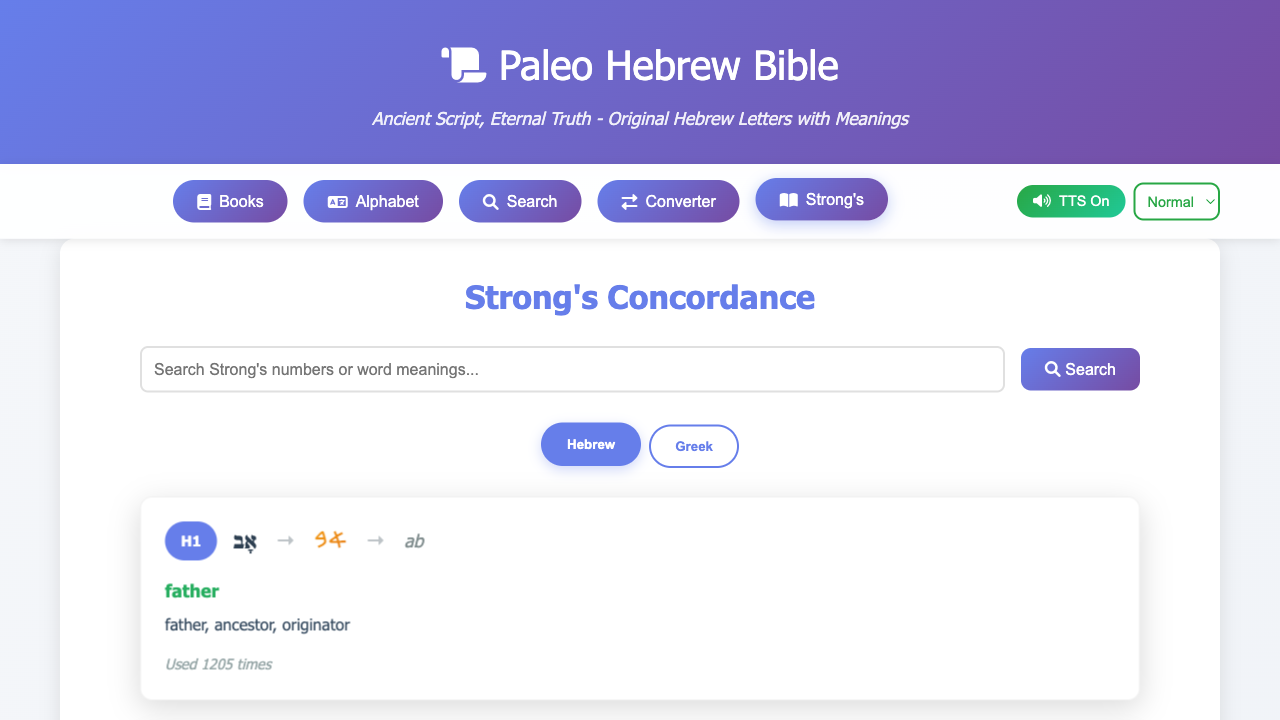 Paleo Hebrew Bible
Ancient Script, Eternal Truth - Original Hebrew Letters with Meanings
Books Alphabet Search Converter Strong's TTS On Normal
Strong's Concordance
Search Strong's numbers or word meanings... Search
Hebrew Greek
H1 אָב → 𐤀𐤁 → ab
father
father, ancestor, originator
Used 1205 times